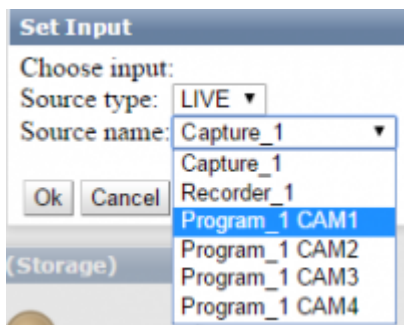 Set Input
Choose input:
Source type: LIVE
Source name: Capture_1
Capture_1
Recorder_1
Program_1 CAM1
Program_1 CAM2
Program_1 CAM3
Program_1 CAM4
Ok Cancel
(Storage)